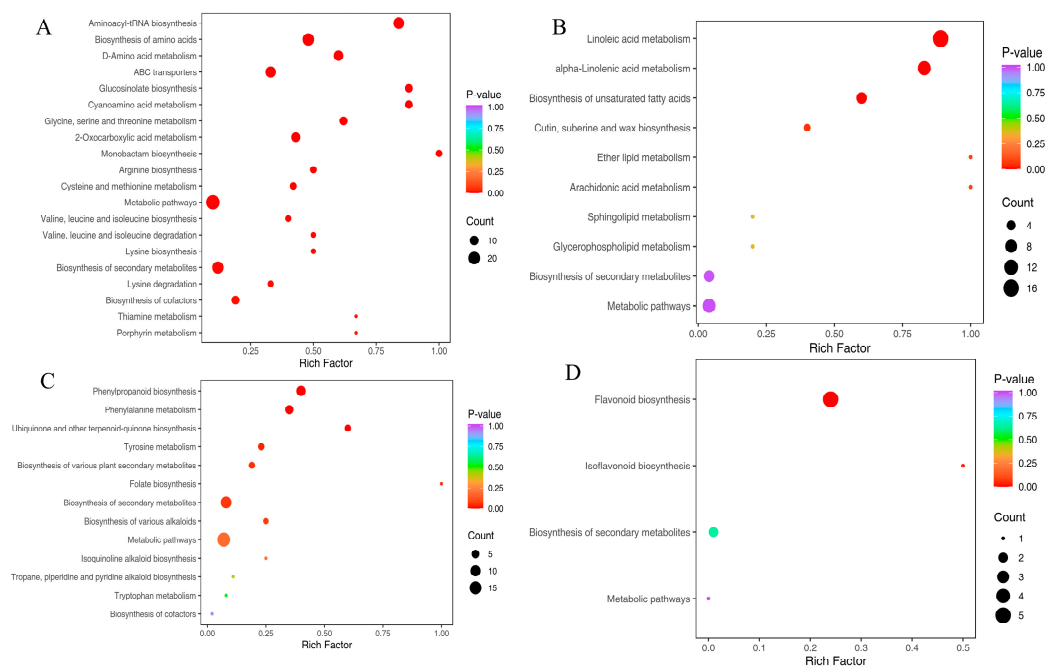 A
Aminoacyl-tRNA biosynthesis
Biosynthesis of amino acids
D-Amino acid metabolism
ABC transporters
Glucosinolate biosynthesis
Cyanoamino acid metabolism
Glycine, serine and threonine metabolism
2-Oxocarboxylic acid metabolism
Monobactam biosynthesis
Arginine biosynthesis
Cysteine and methionine metabolism
Metabolic pathways
Valine, leucine and isoleucine biosynthesis
Valine, leucine and isoleucine degradation
Lysine biosynthesis
Biosynthesis of secondary metabolites
Lysine degradation
Biosynthesis of cofactors
Thiamine metabolism
Porphyrin metabolism
0.25 0.50 0.75 1.00
Rich Factor
P-value
1.00
0.75
0.50
0.25
0.00
Count
10
20
B
Linoleic acid metabolism
alpha-Linolenic acid metabolism
Biosynthesis of unsaturated fatty acids
Cutin, suberine and wax biosynthesis
Ether lipid metabolism
Arachidonic acid metabolism
Sphingolipid metabolism
Glycerophospholipid metabolism
Biosynthesis of secondary metabolites
Metabolic pathways
0.00 0.25 0.50 0.75 1.00
Rich Factor
P-value
1.00
0.75
0.50
0.25
0.00
Count
4
8
12
16
C
Phenylpropanoid biosynthesis
Phenylalanine metabolism
Ubiquinone and other terpenoid-quinone biosynthesis
Tyrosine metabolism
Biosynthesis of various plant secondary metabolites
Folate biosynthesis
Biosynthesis of secondary metabolites
Biosynthesis of various alkaloids
Metabolic pathways
Isoquinoline alkaloid biosynthesis
Tropane, piperidine and pyridine alkaloid biosynthesis
Tryptophan metabolism
Biosynthesis of cofactors
0.00 0.25 0.50 0.75 1.00
Rich Factor
P-value
1.00
0.75
0.50
0.25
0.00
Count
5
10
15
D
Flavonoid biosynthesis
Isoflavonoid biosynthesis
Biosynthesis of secondary metabolites
Metabolic pathways
0.0 0.1 0.2 0.3 0.4 0.5
Rich Factor
P-value
1.00
0.75
0.50
0.25
0.00
Count
1
2
3
4
5